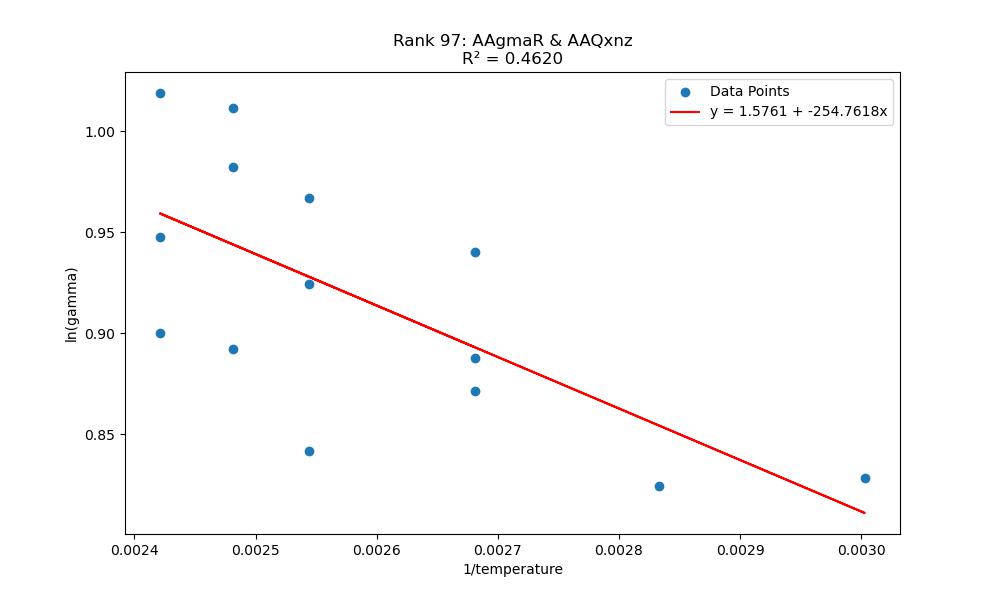 Rank 97: AAgmaR & AAQxnz
R² = 0.4620
Data Points
y = 1.5761 + -254.7618x
1.00
0.95
0.90
0.85
ln(gamma)
0.0024 0.0025 0.0026 0.0027 0.0028 0.0029 0.0030
1/temperature